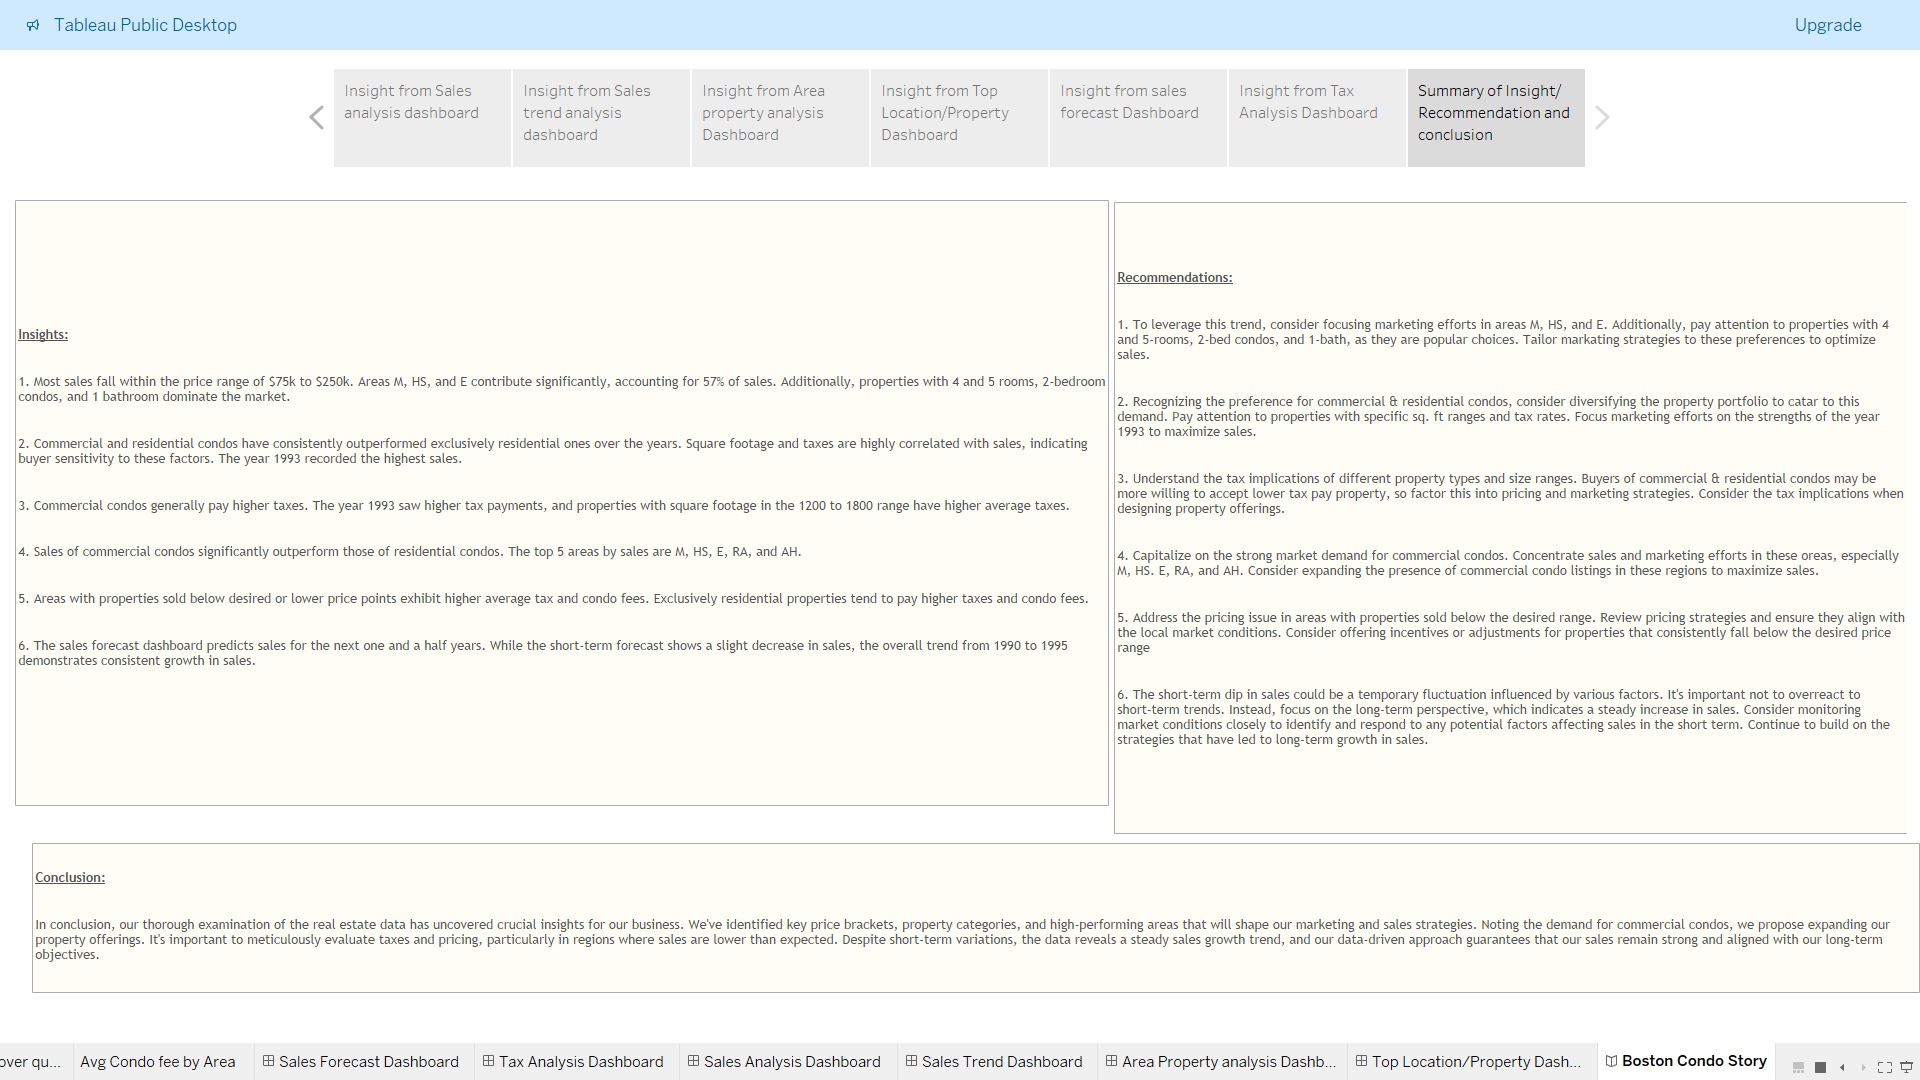 Tableau Public Desktop
Upgrade
Insight from Sales
analysis dashboard
Insight from Sales
trend analysis
dashboard
Insight from Area
property analysis
Dashboard
Insight from Top
Location/Property
Dashboard
Insight from sales
forecast Dashboard
Insight from Tax
Analysis Dashboard
Summary of Insight/
Recommendation and
conclusion
Insights:
1. Most sales fall within the price range of $75k to $250k. Areas M, HS, and E contribute significantly, accounting for 57% of sales. Additionally, properties with 4 and 5 rooms, 2-bedroom
condos, and 1 bathroom dominate the market.
2. Commercial and residential condos have consistently outperformed exclusively residential ones over the years. Square footage and taxes are highly correlated with sales, indicating
buyer sensitivity to these factors. The year 1993 recorded the highest sales.
3. Commercial condos generally pay higher taxes. The year 1993 saw higher tax payments, and properties with square footage in the 1200 to 1800 range have higher average taxes.
4. Sales of commercial condos significantly outperform those of residential condos. The top 5 areas by sales are M, HS, E, RA, and AH.
5. Areas with properties sold below desired or lower price points exhibit higher average tax and condo fees. Exclusively residential properties tend to pay higher taxes and condo fees.
6. The sales forecast dashboard predicts sales for the next one and a half years. While the short-term forecast shows a slight decrease in sales, the overall trend from 1990 to 1995
demonstrates consistent growth in sales.
Recommendations:
1. To leverage this trend, consider focusing marketing efforts in areas M, HS, and E. Additionally, pay attention to properties with 4
and 5-rooms, 2-bed condos, and 1-bath, as they are popular choices. Tailor markating strategies to these preferences to optimize
sales.
2. Recognizing the preference for commercial & residential condos, consider diversifying the property portfolio to catar to this
demand. Pay attention to properties with specific sq. ft ranges and tax rates. Focus marketing efforts on the strengths of the year
1993 to maximize sales.
3. Understand the tax implications of different property types and size ranges. Buyers of commercial & residential condos may be
more willing to accept lower tax pay property, so factor this into pricing and marketing strategies. Consider the tax implications when
designing property offerings.
4. Capitalize on the strong market demand for commercial condos. Concentrate sales and marketing efforts in these oreas, especially
M, HS. E, RA, and AH. Consider expanding the presence of commercial condo listings in these regions to maximize sales.
5. Address the pricing issue in areas with properties sold below the desired range. Review pricing strategies and ensure they align with
the local market conditions. Consider offering incentives or adjustments for properties that consistently fall below the desired price
range
6. The short-term dip in sales could be a temporary fluctuation influenced by various factors. It's important not to overreact to
short-term trends. Instead, focus on the long-term perspective, which indicates a steady increase in sales. Consider monitoring
market conditions closely to identify and respond to any potential factors affecting sales in the short term. Continue to build on the
strategies that have led to long-term growth in sales.
Conclusion:
In conclusion, our thorough examination of the real estate data has uncovered crucial insights for our business. We've identified key price brackets, property categories, and high-performing areas that will shape our marketing and sales strategies. Noting the demand for commercial condos, we propose expanding our
property offerings. It's important to meticulously evaluate taxes and pricing, particularly in regions where sales are lower than expected. Despite short-term variations, the data reveals a steady sales growth trend, and our data-driven approach guarantees that our sales remain strong and aligned with our long-term
objectives.
over qu...
Avg Condo fee by Area
Sales Forecast Dashboard
Tax Analysis Dashboard
Sales Analysis Dashboard
Sales Trend Dashboard
Area Property analysis Dashb...
Top Location/Property Dash...
Boston Condo Story